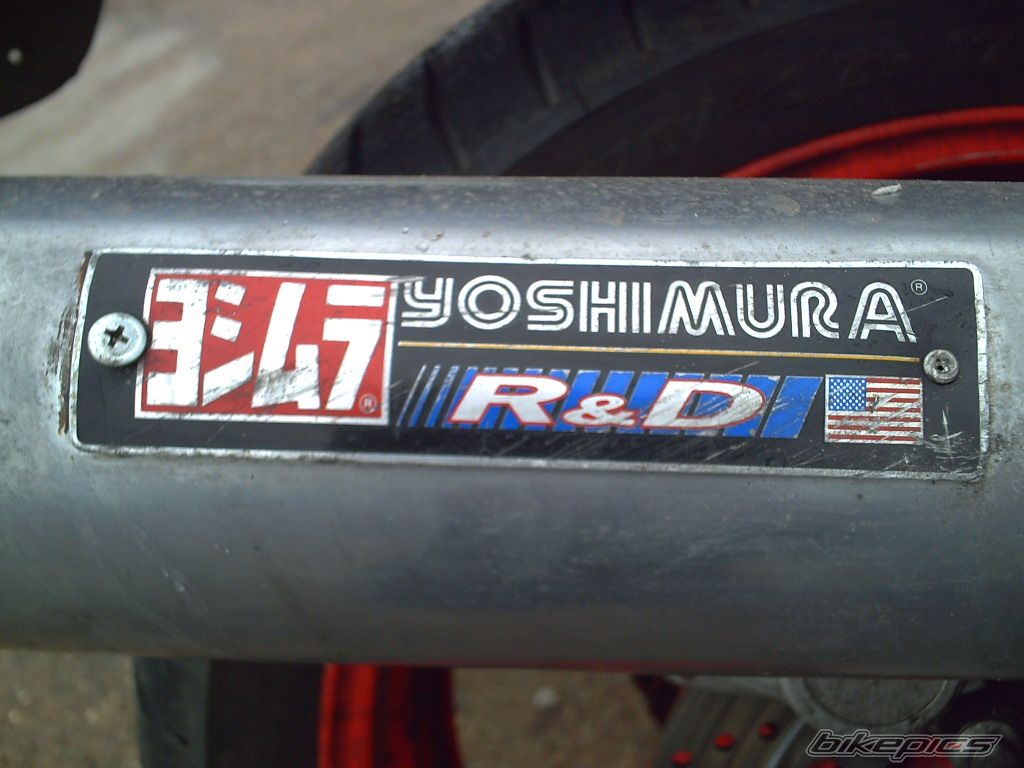 ヨシムラ®
YOSHIMURA®
R&D
bikepics